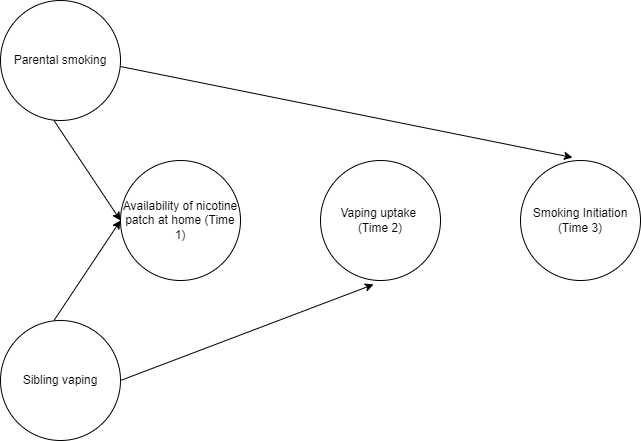 Parental smoking
Availability of nicotine
patch at home (Time
1)
Vaping uptake
(Time 2)
Smoking Initiation
(Time 3)
Sibling vaping